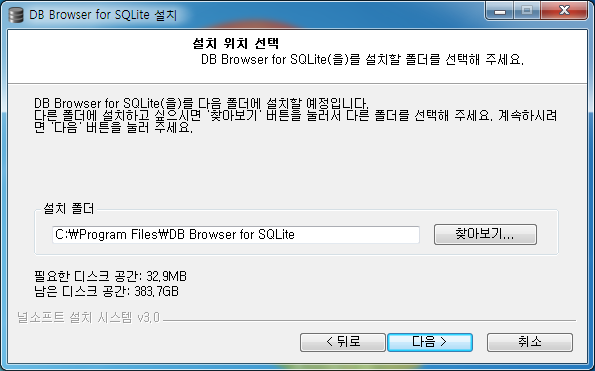 DB Browser for SQLite 설치
설치 위치 선택
DB Browser for SQLite(을)를 설치할 폴더를 선택해 주세요.
DB Browser for SQLite(을)를 다음 폴더에 설치할 예정입니다.
다른 폴더에 설치하고 싶으시면 '찾아보기' 버튼을 눌러서 다른 폴더를 선택해 주세요. 계속하시려
면 '다음' 버튼을 눌러 주세요.
설치 폴더
C:₩Program Files₩DB Browser for SQLite
찾아보기...
필요한 디스크 공간: 32.9MB
남은 디스크 공간: 383.7GB
널소프트 설치 시스템 v3.0
< 뒤로
다음 >
취소